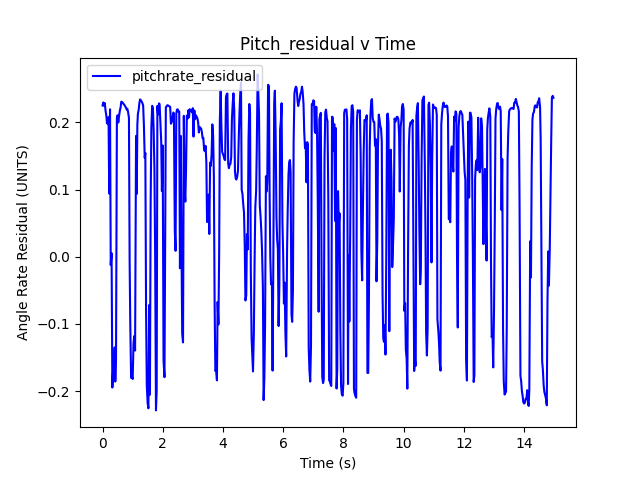 Pitch_residual v Time
pitchrate_residual
Angle Rate Residual (UNITS)
0.2
0.1
0.0
−0.1
−0.2
0 2 4 6 8 10 12 14
Time (s)